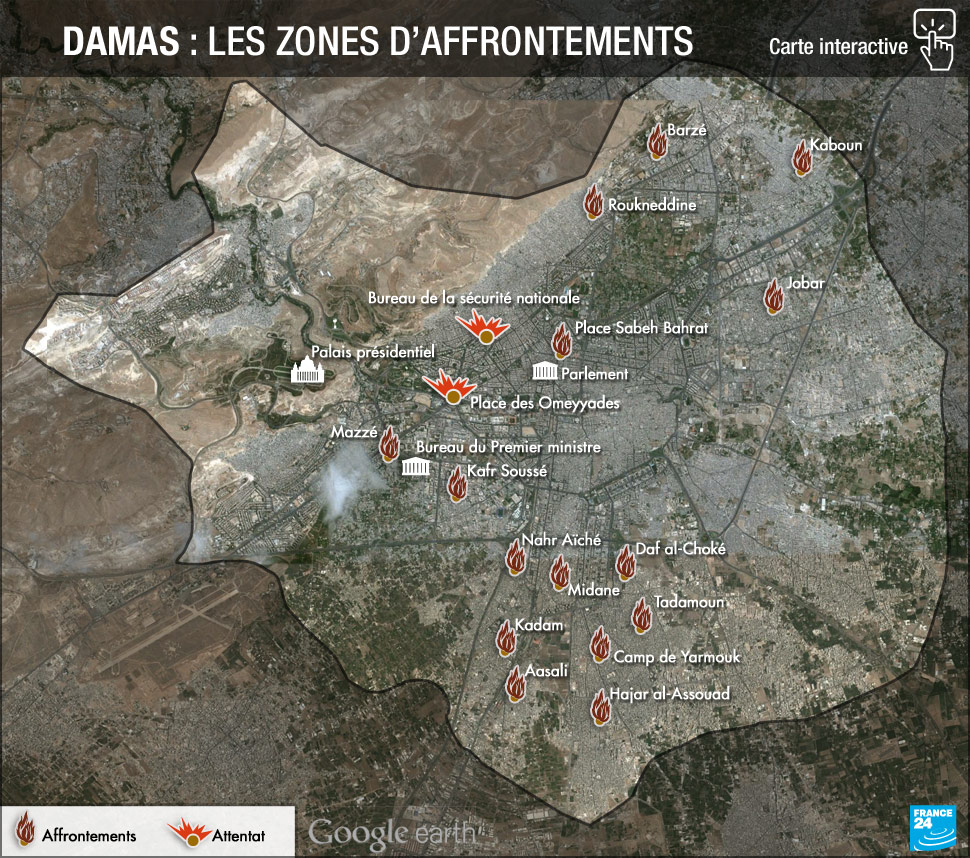 DAMAS : LES ZONES D'AFFRONTEMENTS
Carte interactive
Barzé
Kaboun
Roukneddine
Jobar
Bureau de la sécurité nationale
Place Sabeh Bahrat
Palais présidentiel
Parlement
Place des Omeyyades
Mazzé
Bureau du Premier ministre
Kafr Soussé
Nahr Aïché
Daf al-Choké
Midane
Tadamoun
Kadam
Camp de Yarmouk
Aasali
Hajar al-Assouad
Affrontements
Attentat
Google earth
FRANCE
24